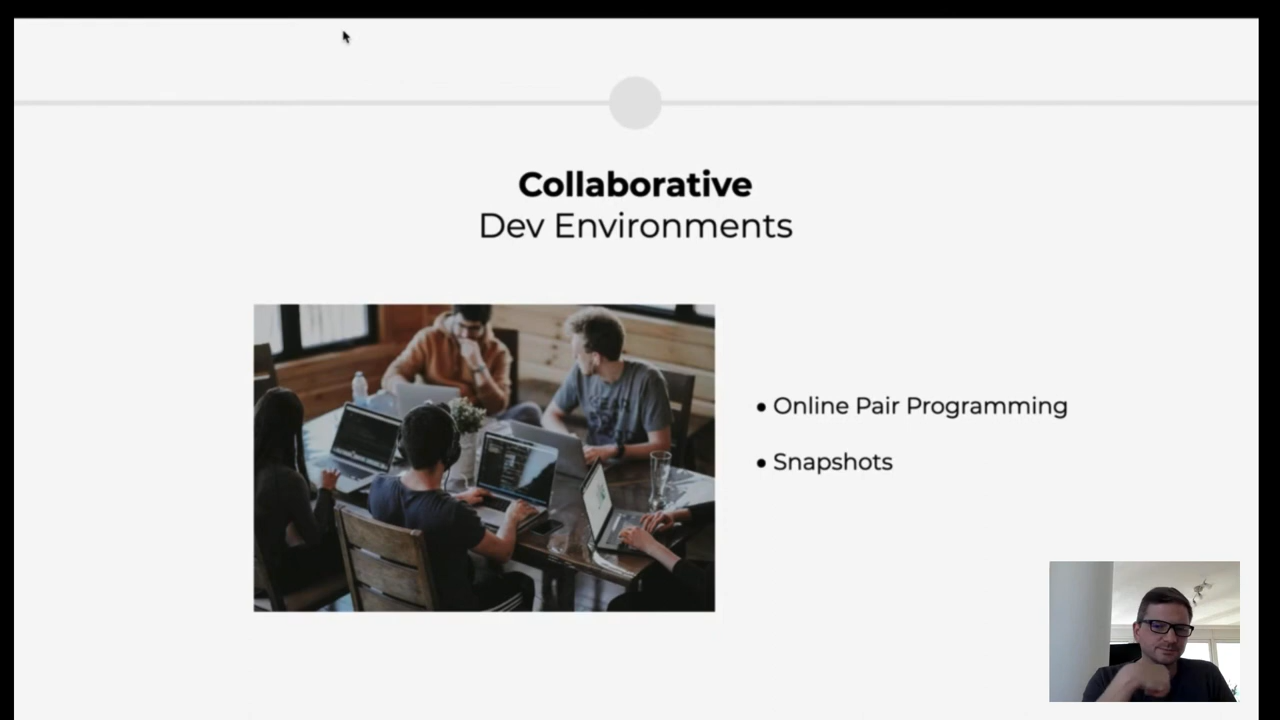 Collaborative
Dev Environments
• Online Pair Programming
• Snapshots